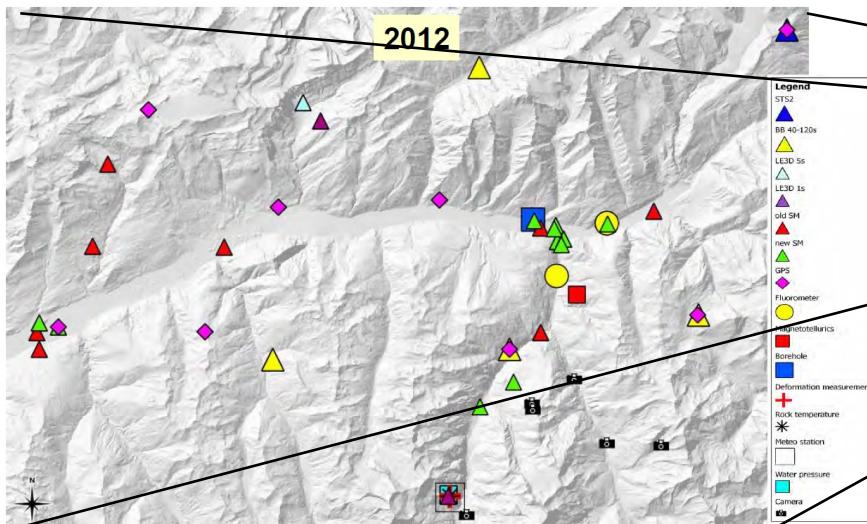 2012
Legend
STS2
BB 40-120s
LE3D 5s
LE3D 1s
old SM
new SM
GPS
Fluorometer
Magnetotellurics
Borehole
Deformation measuremen
Rock temperature
Meteo station
Water pressure
Camera
N